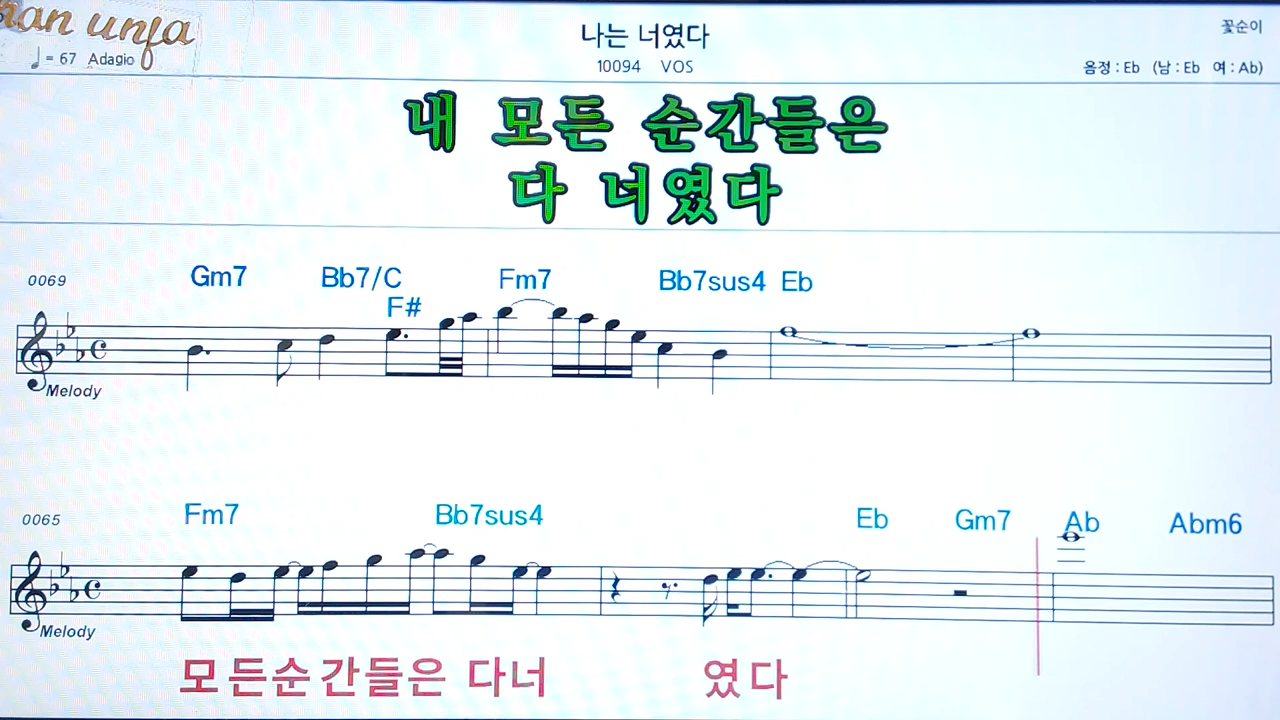 나는 너였다
꽃순이
♩= 67 Adagio
10094 VOS
음정 : Eb (남 : Eb 여 : Ab)
내 모든 순간들은
다 너였다
0069 Gm7 Bb7/C Fm7 Bb7sus4 Eb
F#
Melody
0065 Fm7 Bb7sus4 Eb Gm7 Ab Abm6
Melody
모든순간들은 다너 였다